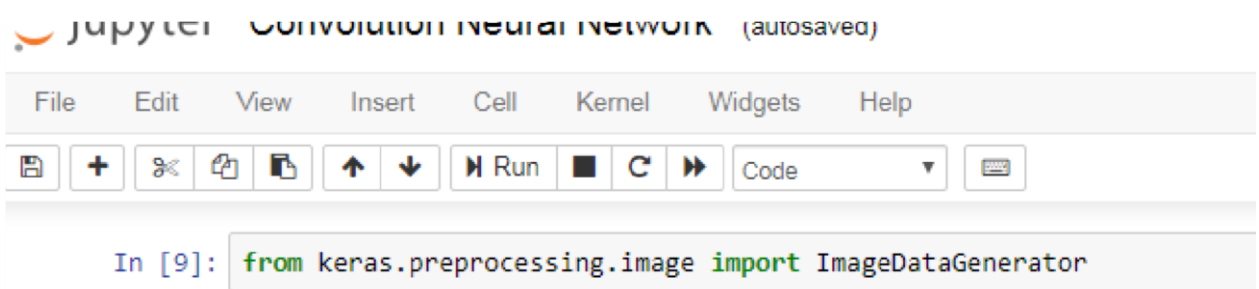 jupyter Convolution Neural Network (autosaved)
File Edit View Insert Cell Kernel Widgets Help
Run Code
In [9]: from keras.preprocessing.image import ImageDataGenerator